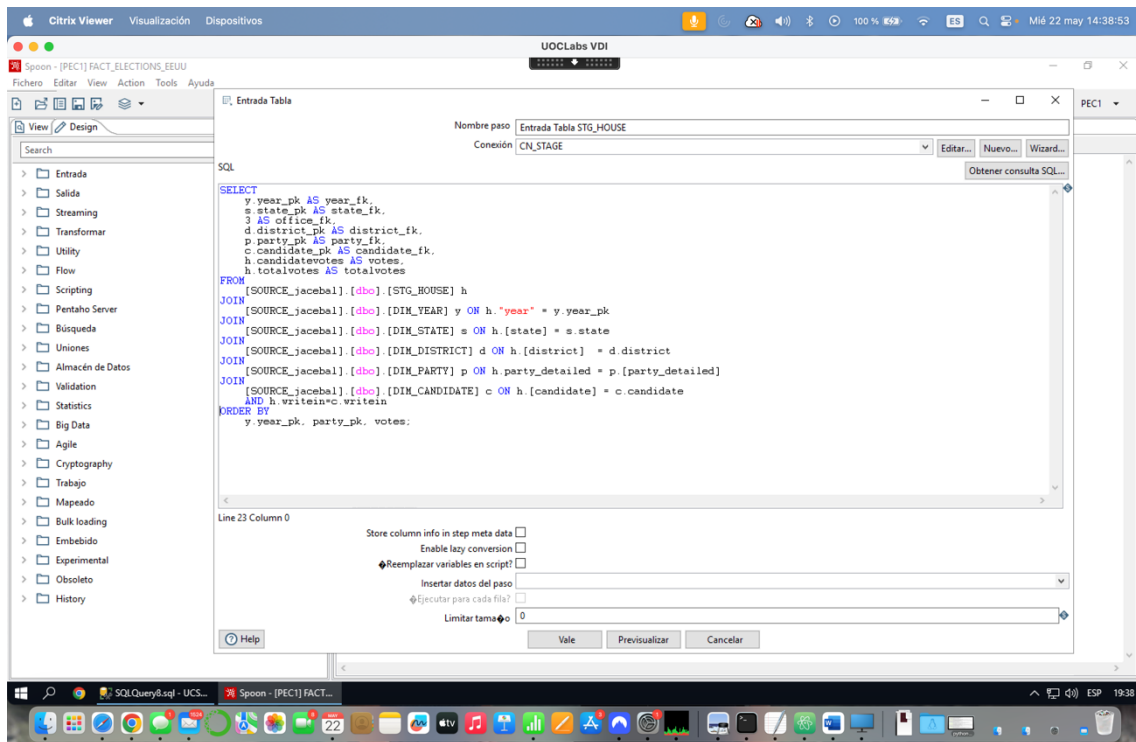 Citrix Viewer Visualización Dispositivos 100 % ES Mié 22 may 14:38:53
UOCLabs VDI
Spoon - [PEC1] FACT_ELECTIONS_EEUU
Fichero Editar View Action Tools Ayuda
PEC1
View Design
Search
Entrada
Salida
Streaming
Transformar
Utility
Flow
Scripting
Pentaho Server
Búsqueda
Uniones
Almacén de Datos
Validation
Statistics
Big Data
Agile
Cryptography
Trabajo
Mapeado
Bulk loading
Embebido
Experimental
Obsoleto
History
Entrada Tabla
Nombre paso Entrada Tabla STG_HOUSE
Conexión CN_STAGE Editar... Nuevo... Wizard...
SQL Obtener consulta SQL...
SELECT
y.year_pk AS year_fk,
s.state_pk AS state_fk,
3 AS office_fk,
d.district_pk AS district_fk,
p.party_pk AS party_fk,
c.candidate_pk AS candidate_fk,
h.candidatevotes AS votes,
h.totalvotes AS totalvotes
FROM
[SOURCE_jacebal].[dbo].[STG_HOUSE] h
JOIN
[SOURCE_jacebal].[dbo].[DIM_YEAR] y ON h."year" = y.year_pk
JOIN
[SOURCE_jacebal].[dbo].[DIM_STATE] s ON h.[state] = s.state
JOIN
[SOURCE_jacebal].[dbo].[DIM_DISTRICT] d ON h.[district] = d.district
JOIN
[SOURCE_jacebal].[dbo].[DIM_PARTY] p ON h.party_detailed = p.[party_detailed]
JOIN
[SOURCE_jacebal].[dbo].[DIM_CANDIDATE] c ON h.[candidate] = c.candidate
AND h.writein=c.writein
ORDER BY
y.year_pk, party_pk, votes;
Line 23 Column 0
Store column info in step meta data
Enable lazy conversion
�Reemplazar variables en script?
Insertar datos del paso
�Ejecutar para cada fila?
Limitar tama�o 0
Help Vale Previsualizar Cancelar
SQLQuery8.sql - UCS... Spoon - [PEC1] FACT... ESP 19:38
MAY
22
tv